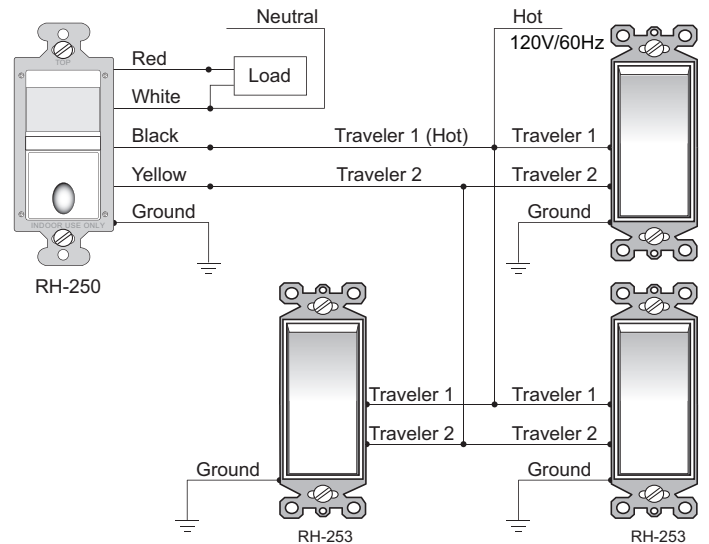 Neutral
Hot
120V/60Hz
TOP
Red
Load
White
Black
Traveler 1 (Hot)
Traveler 1
Yellow
Traveler 2
Traveler 2
Ground
Ground
INDOOR USE ONLY
RH-250
Traveler 1
Traveler 1
Traveler 2
Traveler 2
Ground
Ground
RH-253
RH-253